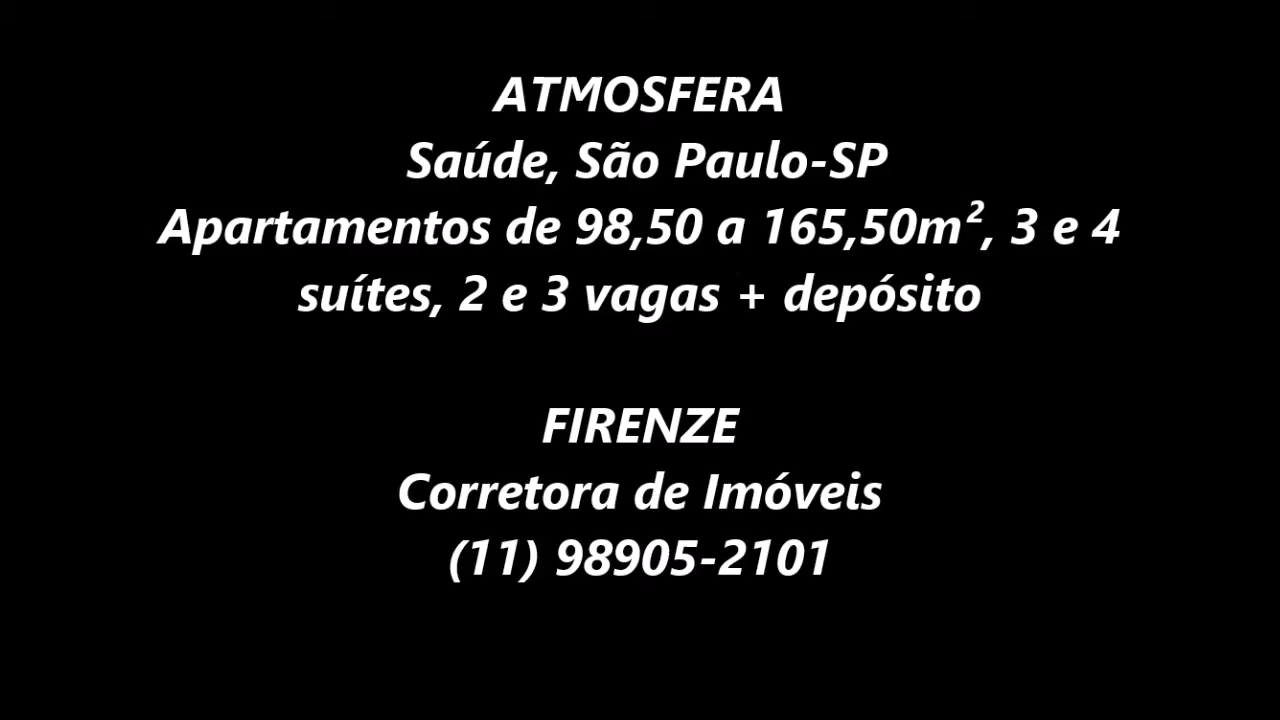 ATMOSFERA
Saúde, São Paulo-SP
Apartamentos de 98,50 a 165,50m², 3 e 4
suítes, 2 e 3 vagas + depósito
FIRENZE
Corretora de Imóveis
(11) 98905-2101